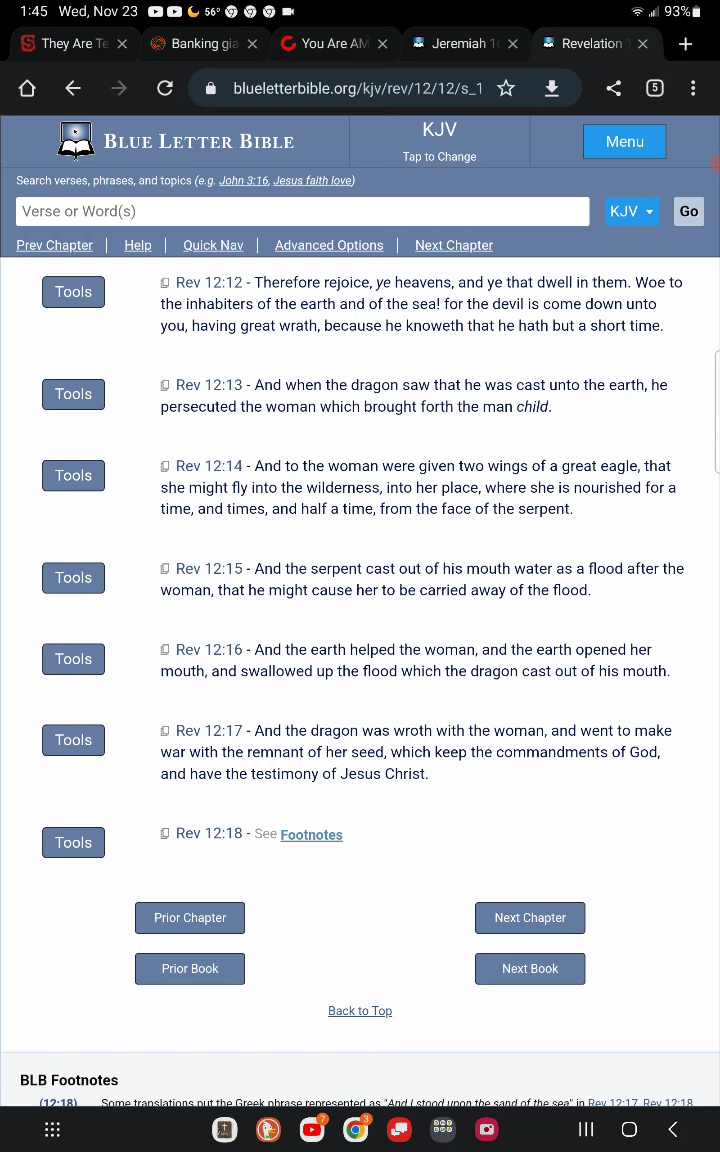 1:45 Wed, Nov 23 56° 93%
They Are Te Banking gia You Are AM Jeremiah 1 Revelation
blueletterbible.org/kjv/rev/12/12/s_1 5
BLUE LETTER BIBLE KJV Menu
Tap to Change
Search verses, phrases, and topics (e.g. John 3:16, Jesus faith love)
Verse or Word(s) KJV Go
Prev Chapter | Help | Quick Nav | Advanced Options | Next Chapter
Tools Rev 12:12 - Therefore rejoice, ye heavens, and ye that dwell in them. Woe to
the inhabiters of the earth and of the sea! for the devil is come down unto
you, having great wrath, because he knoweth that he hath but a short time.
Tools Rev 12:13 - And when the dragon saw that he was cast unto the earth, he
persecuted the woman which brought forth the man child.
Tools Rev 12:14 - And to the woman were given two wings of a great eagle, that
she might fly into the wilderness, into her place, where she is nourished for a
time, and times, and half a time, from the face of the serpent.
Tools Rev 12:15 - And the serpent cast out of his mouth water as a flood after the
woman, that he might cause her to be carried away of the flood.
Tools Rev 12:16 - And the earth helped the woman, and the earth opened her
mouth, and swallowed up the flood which the dragon cast out of his mouth.
Tools Rev 12:17 - And the dragon was wroth with the woman, and went to make
war with the remnant of her seed, which keep the commandments of God,
and have the testimony of Jesus Christ.
Tools Rev 12:18 - See Footnotes
Prior Chapter Next Chapter
Prior Book Next Book
Back to Top
BLB Footnotes
(12:18) Some translations put the Greek phrase represented as "And I stood upon the sand of the sea" in Rev 12:17, Rev 12:18
7 3